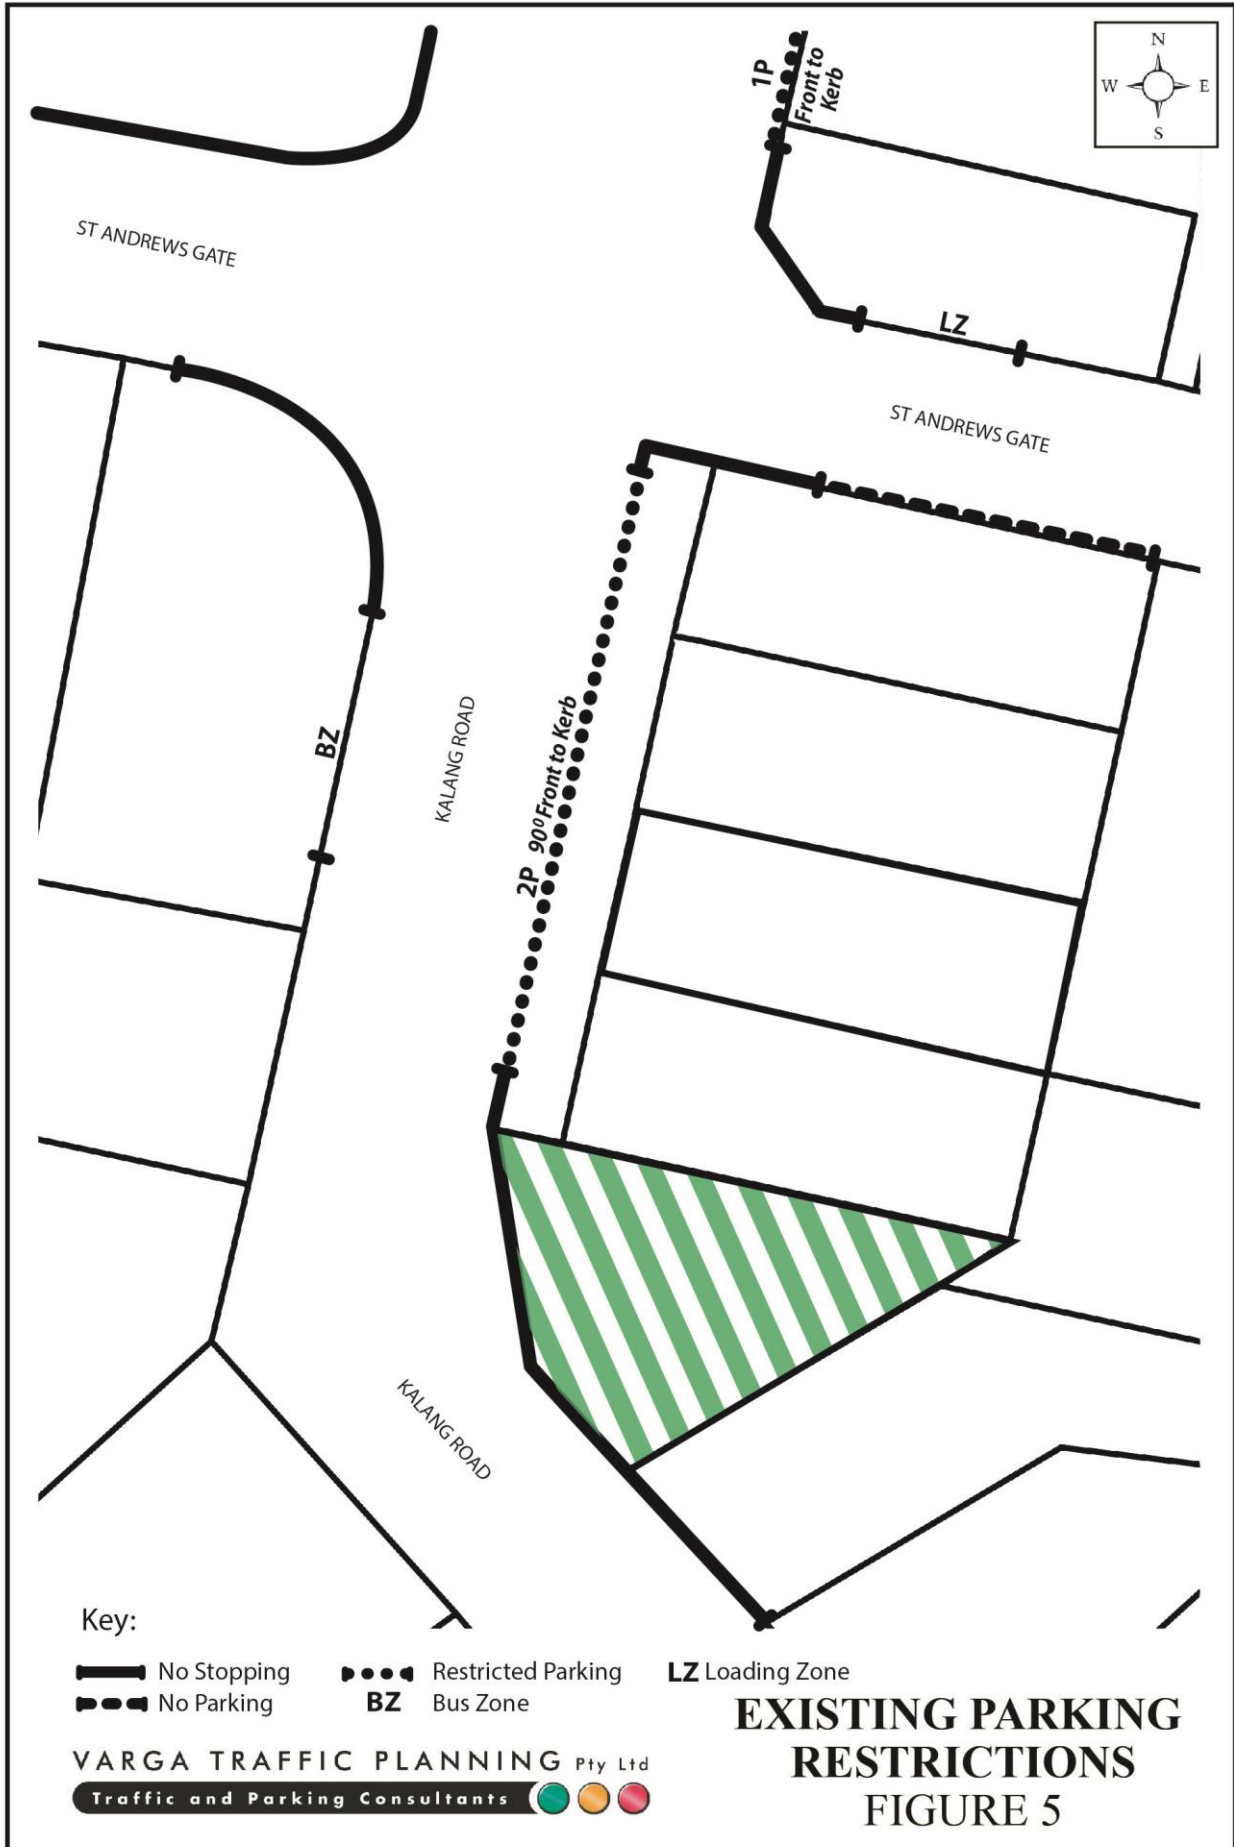 N
W E
S
1P
Front to
Kerb
ST ANDREWS GATE
LZ
ST ANDREWS GATE
BZ
KALANG ROAD
2P 90⁰Front to Kerb
KALANG ROAD
Key:
No Stopping
Restricted Parking
LZ Loading Zone
No Parking
BZ Bus Zone
EXISTING PARKING
RESTRICTIONS
FIGURE 5
VARGA TRAFFIC PLANNING Pty Ltd
Traffic and Parking Consultants